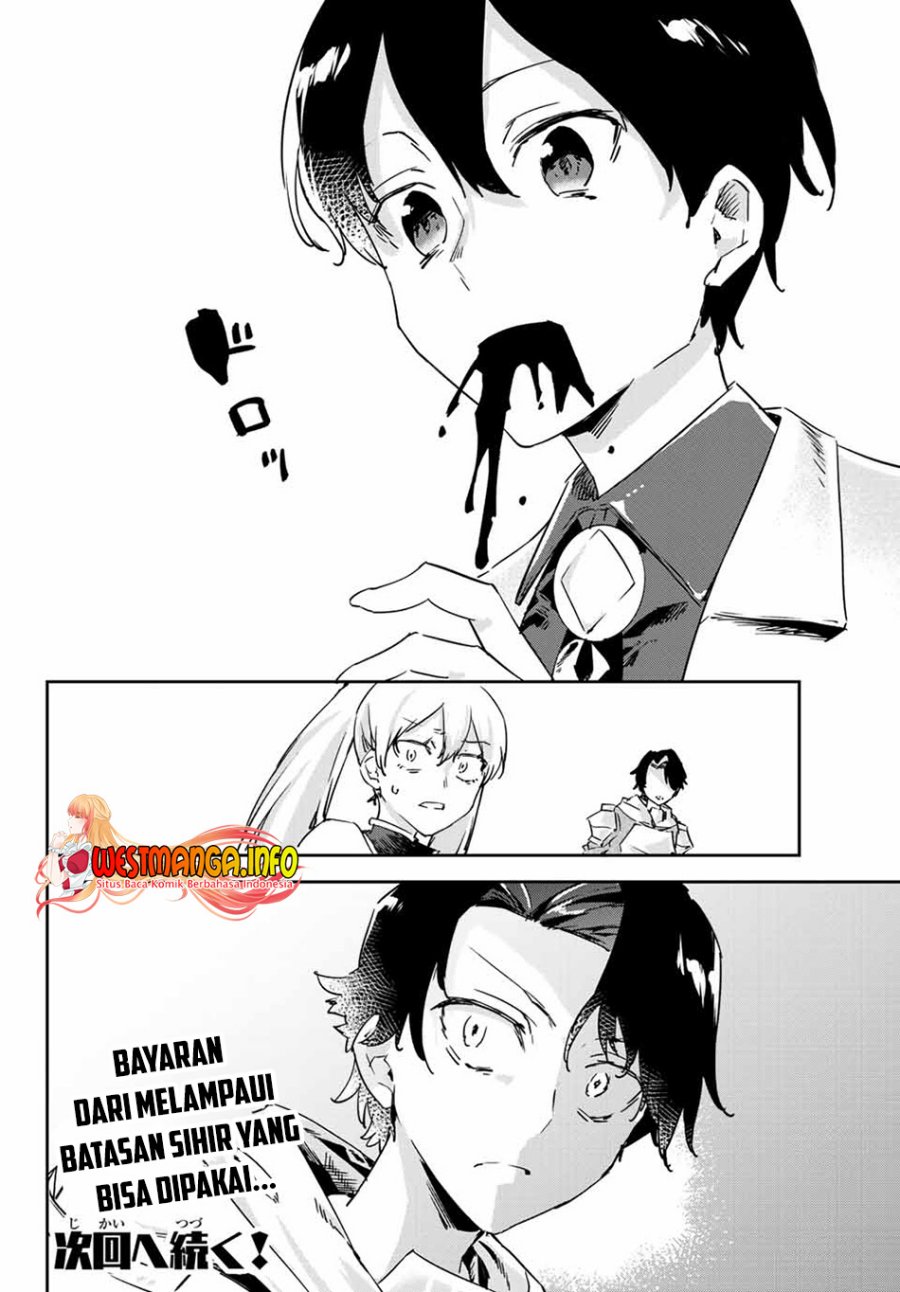 ドロッ
WESTMANGA.INFO
Situs Baca Komik Berbahasa Indonesia
BAYARAN
DARI MELAMPAUI
BATASAN SIHIR YANG
BISA DIPAKAI...
じかい つづ
次回へ続く!